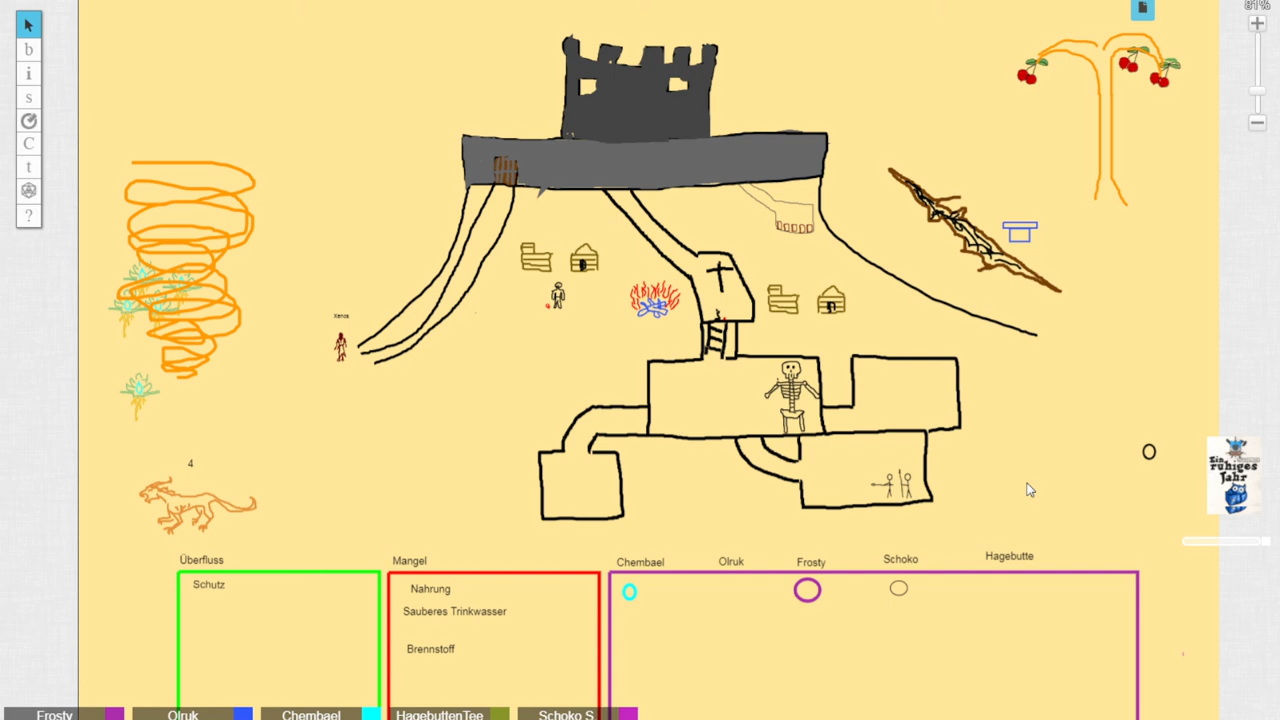 81%
b
i
s
C
t
?
Xenos
4
Ein
ruhiges
Jahr
Überfluss
Mangel
Chembael
Olruk
Frosty
Schoko
Hagebutte
Schutz
Nahrung
Sauberes Trinkwasser
Brennstoff
Frosty
Olruk
Chembael
HagebuttenTee
Schoko S